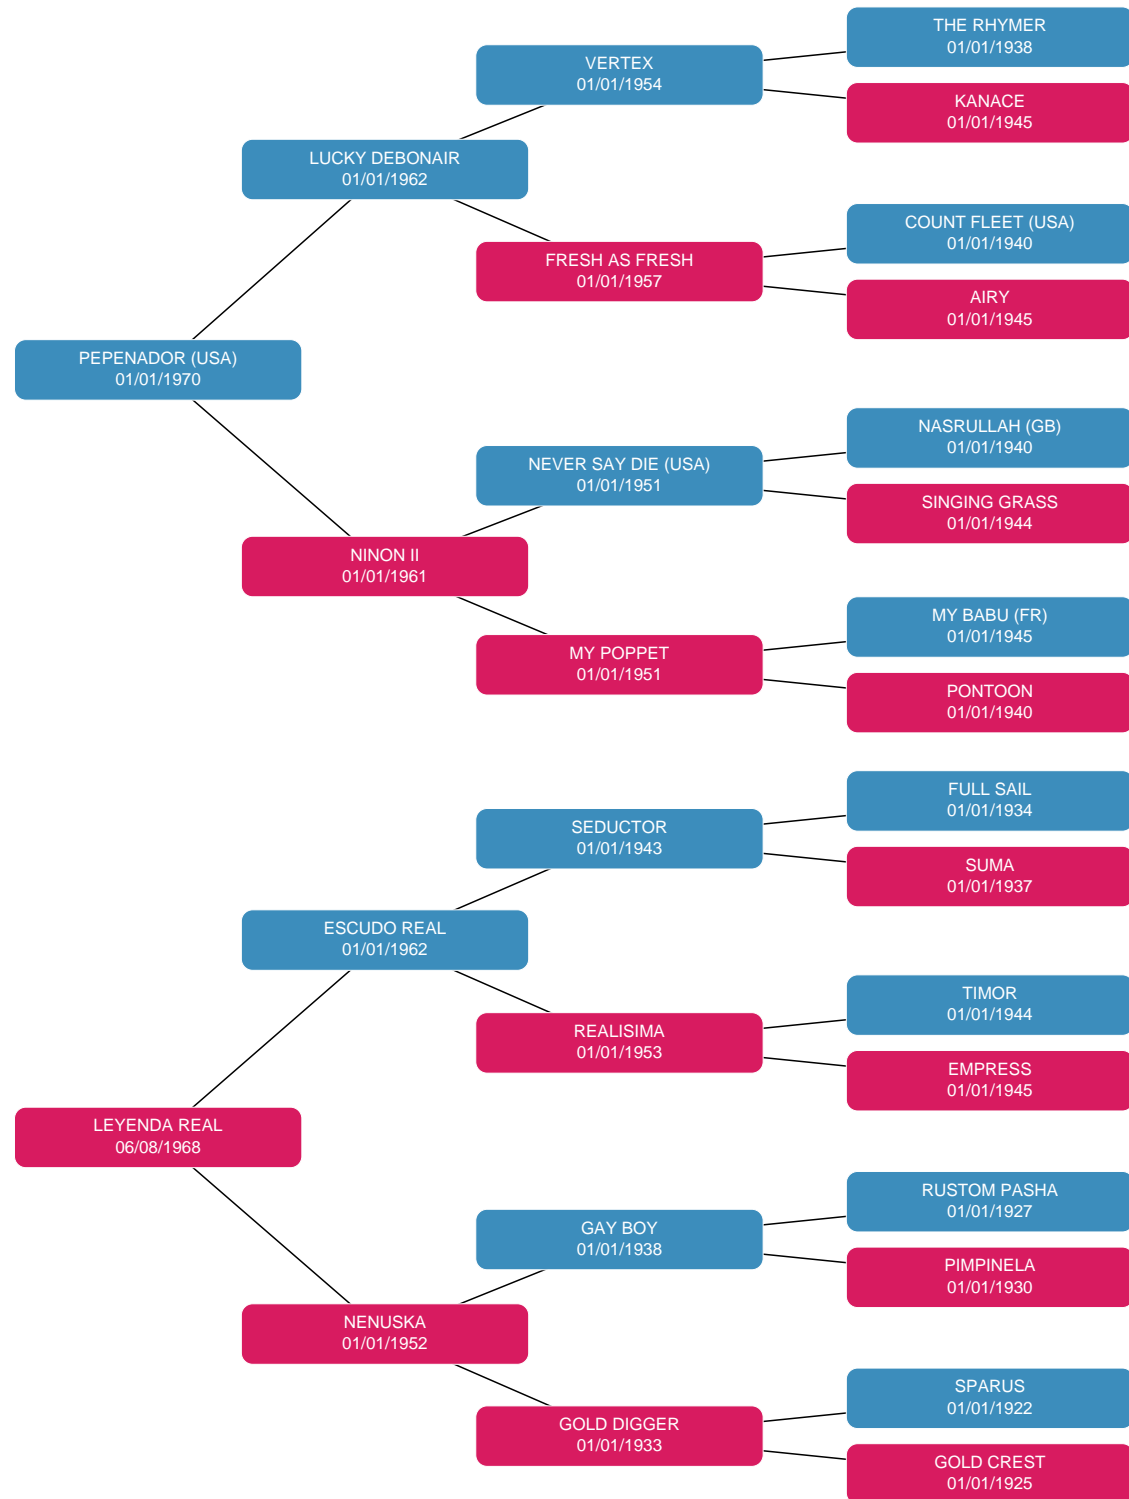 THE RHYMER
01/01/1938
VERTEX
01/01/1954
KANACE
01/01/1945
LUCKY DEBONAIR
01/01/1962
COUNT FLEET (USA)
01/01/1940
FRESH AS FRESH
01/01/1957
AIRY
01/01/1945
PEPENADOR (USA)
01/01/1970
NASRULLAH (GB)
01/01/1940
NEVER SAY DIE (USA)
01/01/1951
SINGING GRASS
01/01/1944
NINON II
01/01/1961
MY BABU (FR)
01/01/1945
MY POPPET
01/01/1951
PONTOON
01/01/1940
FULL SAIL
01/01/1934
SEDUCTOR
01/01/1943
SUMA
01/01/1937
ESCUDO REAL
01/01/1962
TIMOR
01/01/1944
REALISIMA
01/01/1953
EMPRESS
01/01/1945
LEYENDA REAL
06/08/1968
RUSTOM PASHA
01/01/1927
GAY BOY
01/01/1938
PIMPINELA
01/01/1930
NENUSKA
01/01/1952
SPARUS
01/01/1922
GOLD DIGGER
01/01/1933
GOLD CREST
01/01/1925